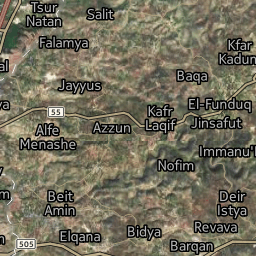 Tsur
Natan
Salit
Falamya
Kfar
Kadum
Jayyus
Baqa
El-Funduq
55
Kafr
Laqif
Jinsafut
Alfe
Menashe
Azzun
Immanu'
Nofim
Beit
Amin
Deir
Istya
Revava
505
Elqana
Bidya
Barqan